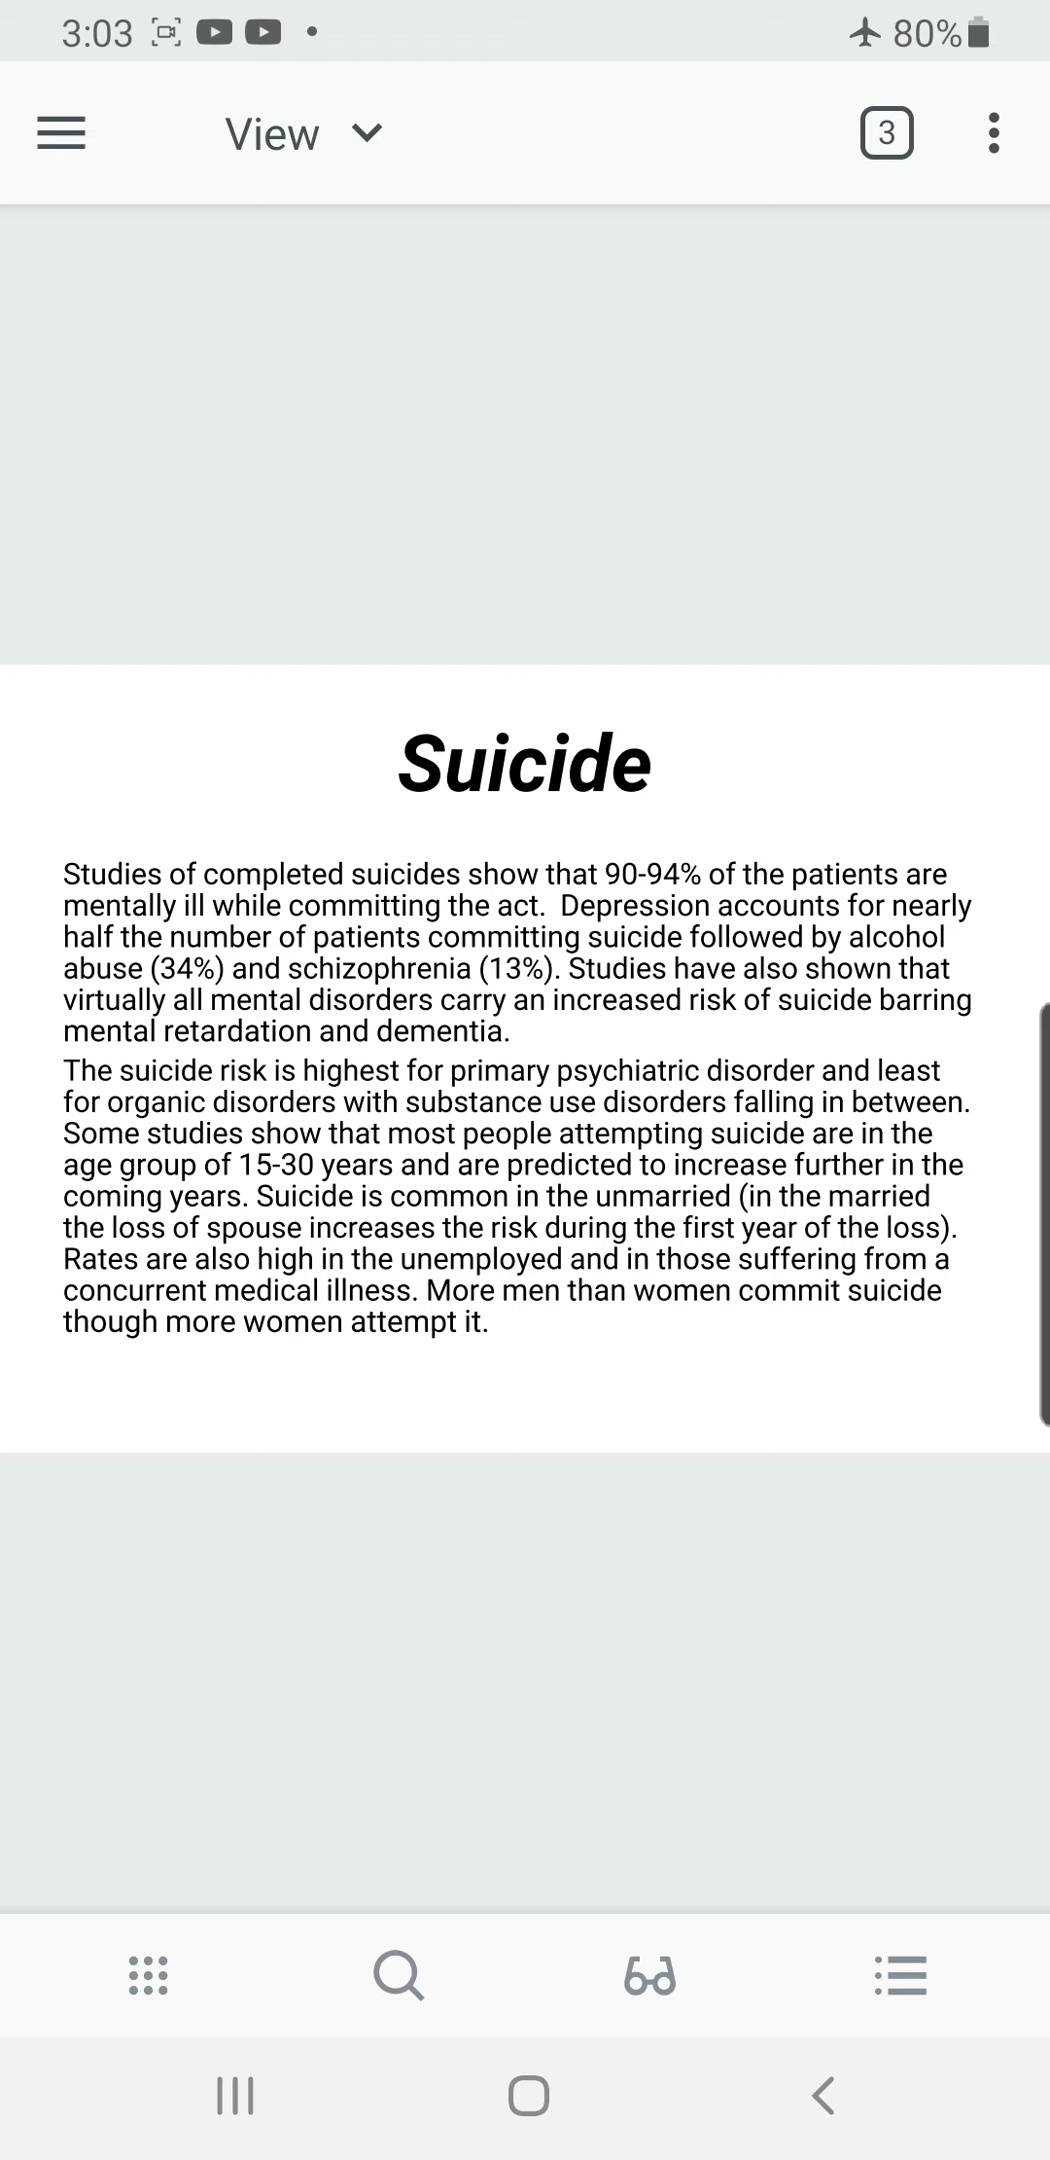 3:03
80%
View
3
Suicide
Studies of completed suicides show that 90-94% of the patients are
mentally ill while committing the act.  Depression accounts for nearly
half the number of patients committing suicide followed by alcohol
abuse (34%) and schizophrenia (13%). Studies have also shown that
virtually all mental disorders carry an increased risk of suicide barring
mental retardation and dementia.
The suicide risk is highest for primary psychiatric disorder and least
for organic disorders with substance use disorders falling in between.
Some studies show that most people attempting suicide are in the
age group of 15-30 years and are predicted to increase further in the
coming years. Suicide is common in the unmarried (in the married
the loss of spouse increases the risk during the first year of the loss).
Rates are also high in the unemployed and in those suffering from a
concurrent medical illness. More men than women commit suicide
though more women attempt it.